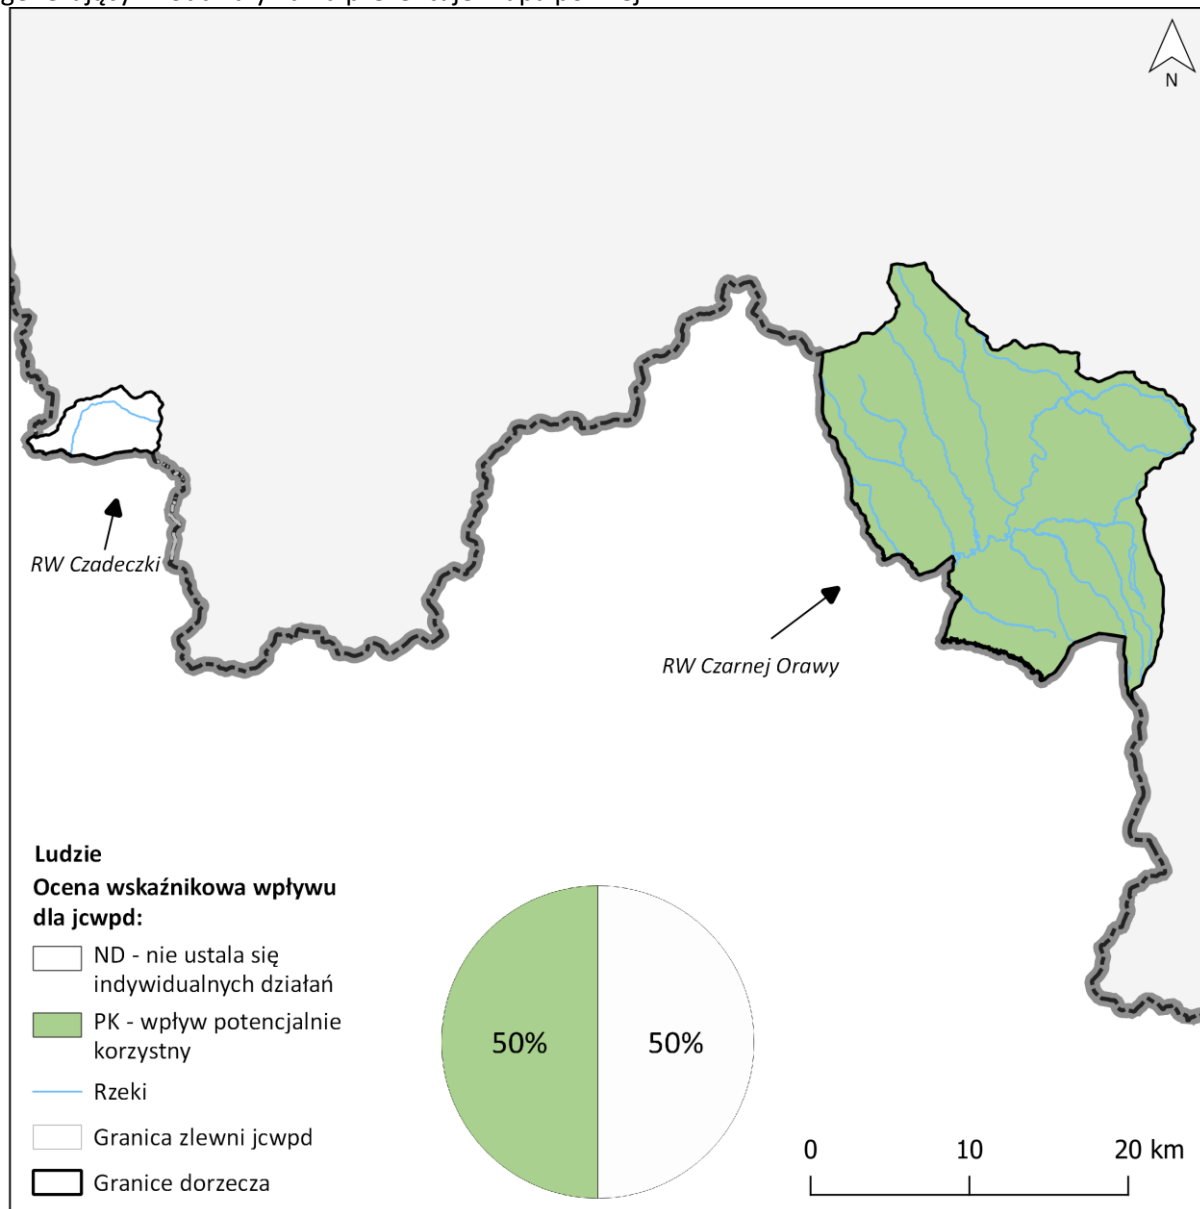 N
RW Czadeczki
RW Czarnej Orawy
Ludzie
Ocena wskaźnikowa wpływu
dla jcwpd:
ND - nie ustala się
indywidualnych działań
PK - wpływ potencjalnie
korzystny
Rzeki
Granica zlewni jcwpd
Granice dorzecza
50% 50%
0 10 20 km